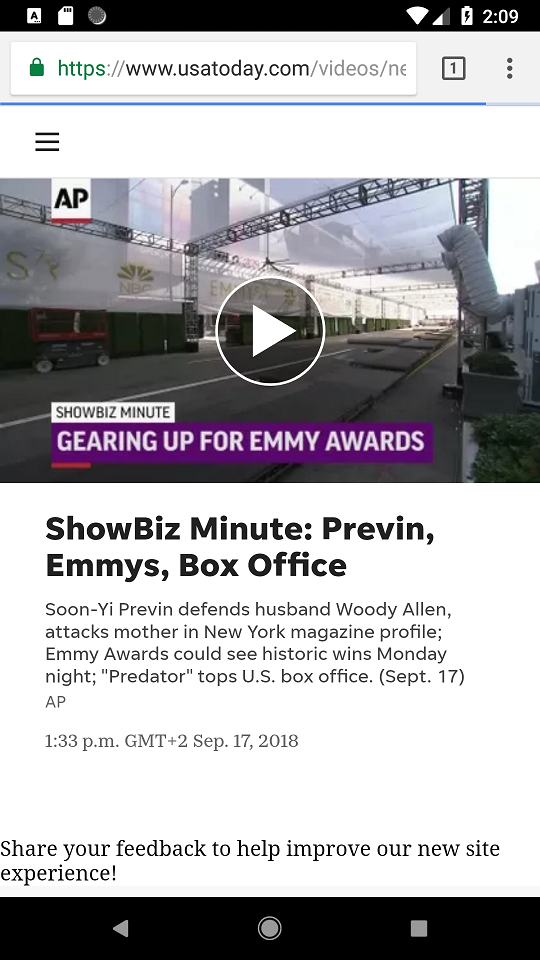 2:09
https://www.usatoday.com/videos/ne
1
AP
NBC
SHOWBIZ MINUTE
GEARING UP FOR EMMY AWARDS
ShowBiz Minute: Previn,
Emmys, Box Office
Soon-Yi Previn defends husband Woody Allen,
attacks mother in New York magazine profile;
Emmy Awards could see historic wins Monday
night; "Predator" tops U.S. box office. (Sept. 17)
AP
1:33 p.m. GMT+2 Sep. 17, 2018
Share your feedback to help improve our new site
experience!